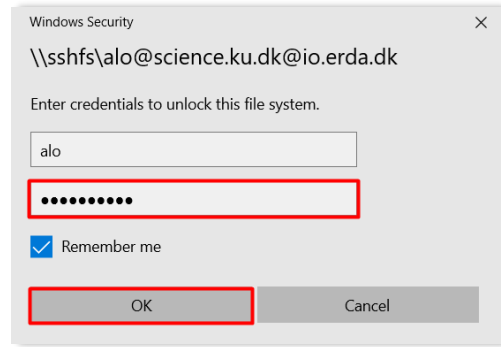 Windows Security
\\sshfs\alo@science.ku.dk@io.erda.dk
Enter credentials to unlock this file system.
alo
●●●●●●●●●●
Remember me
OK Cancel